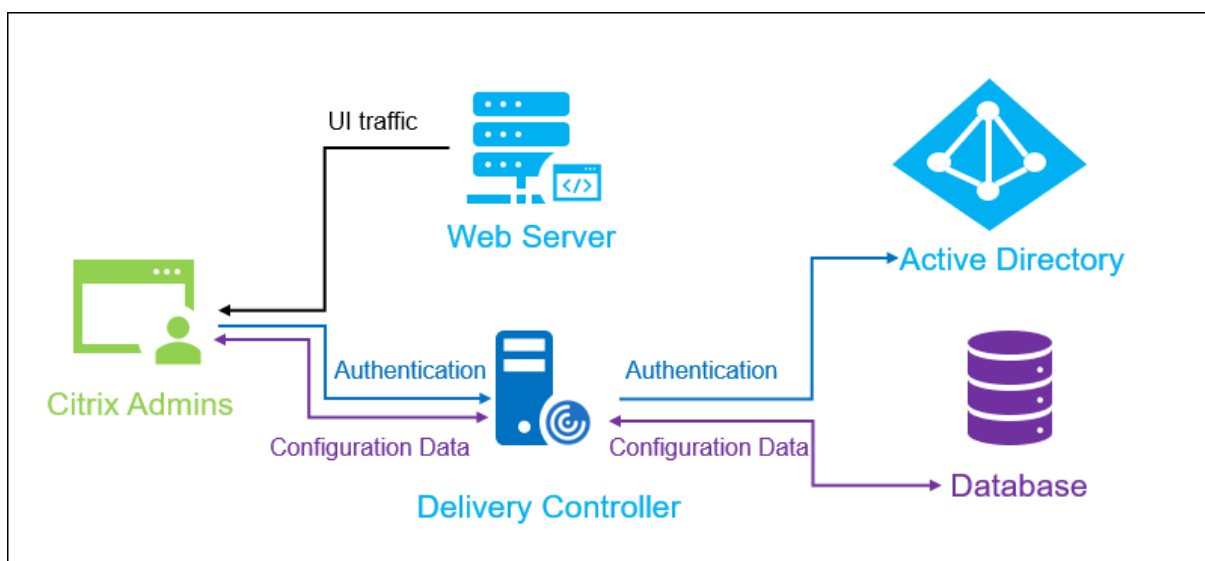 UI traffic
</>
Web Server
Active Directory
Authentication
Authentication
Citrix Admins
Configuration Data
Configuration Data
Database
Delivery Controller